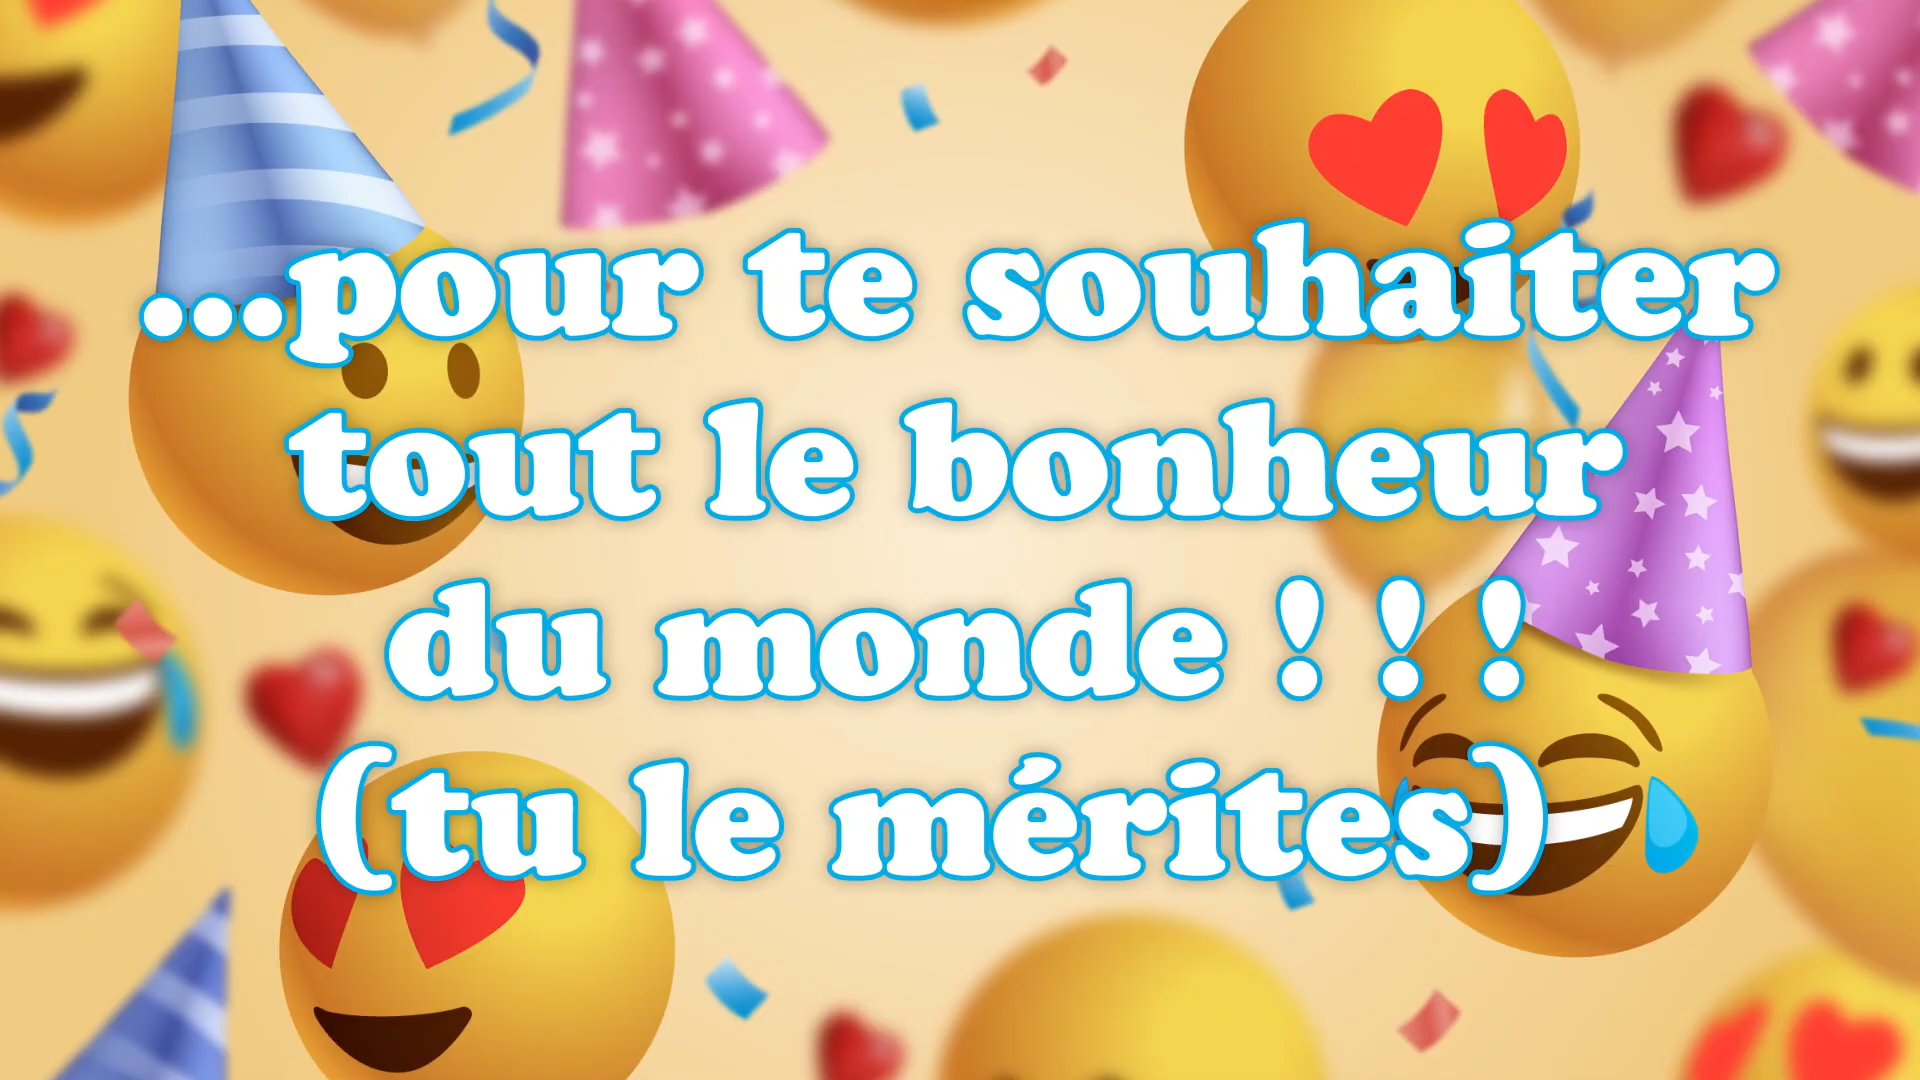 ...pour te souhaiter
tout le bonheur
du monde ! ! !
(tu le mérites)